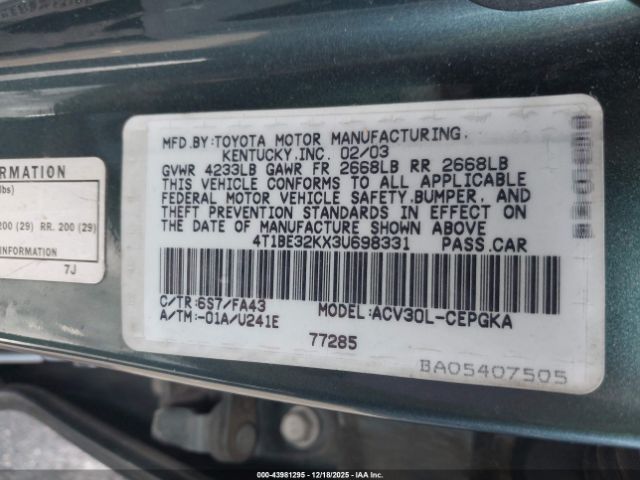 FORMATION
lbs)
200 (29) RR. 200 (29)
1BE INFORMATION
7J
MFD.BY:TOYOTA MOTOR MANUFACTURING,
KENTUCKY,INC. 02/03
GVWR 4233LB GAWR FR 2668LB RR 2668LB
THIS VEHICLE CONFORMS TO ALL APPLICABLE
FEDERAL MOTOR VEHICLE SAFETY,BUMPER, AND
THEFT PREVENTION STANDARDS IN EFFECT ON
THE DATE OF MANUFACTURE SHOWN ABOVE
4T1BE32KX3U698331 PASS.CAR
C/TR:6S7/FA43 MODEL:ACV30L-CEPGKA
A/TM:-01A/U241E
77285
BA05407505
000-43981295 - 12/18/2025 - IAA Inc.